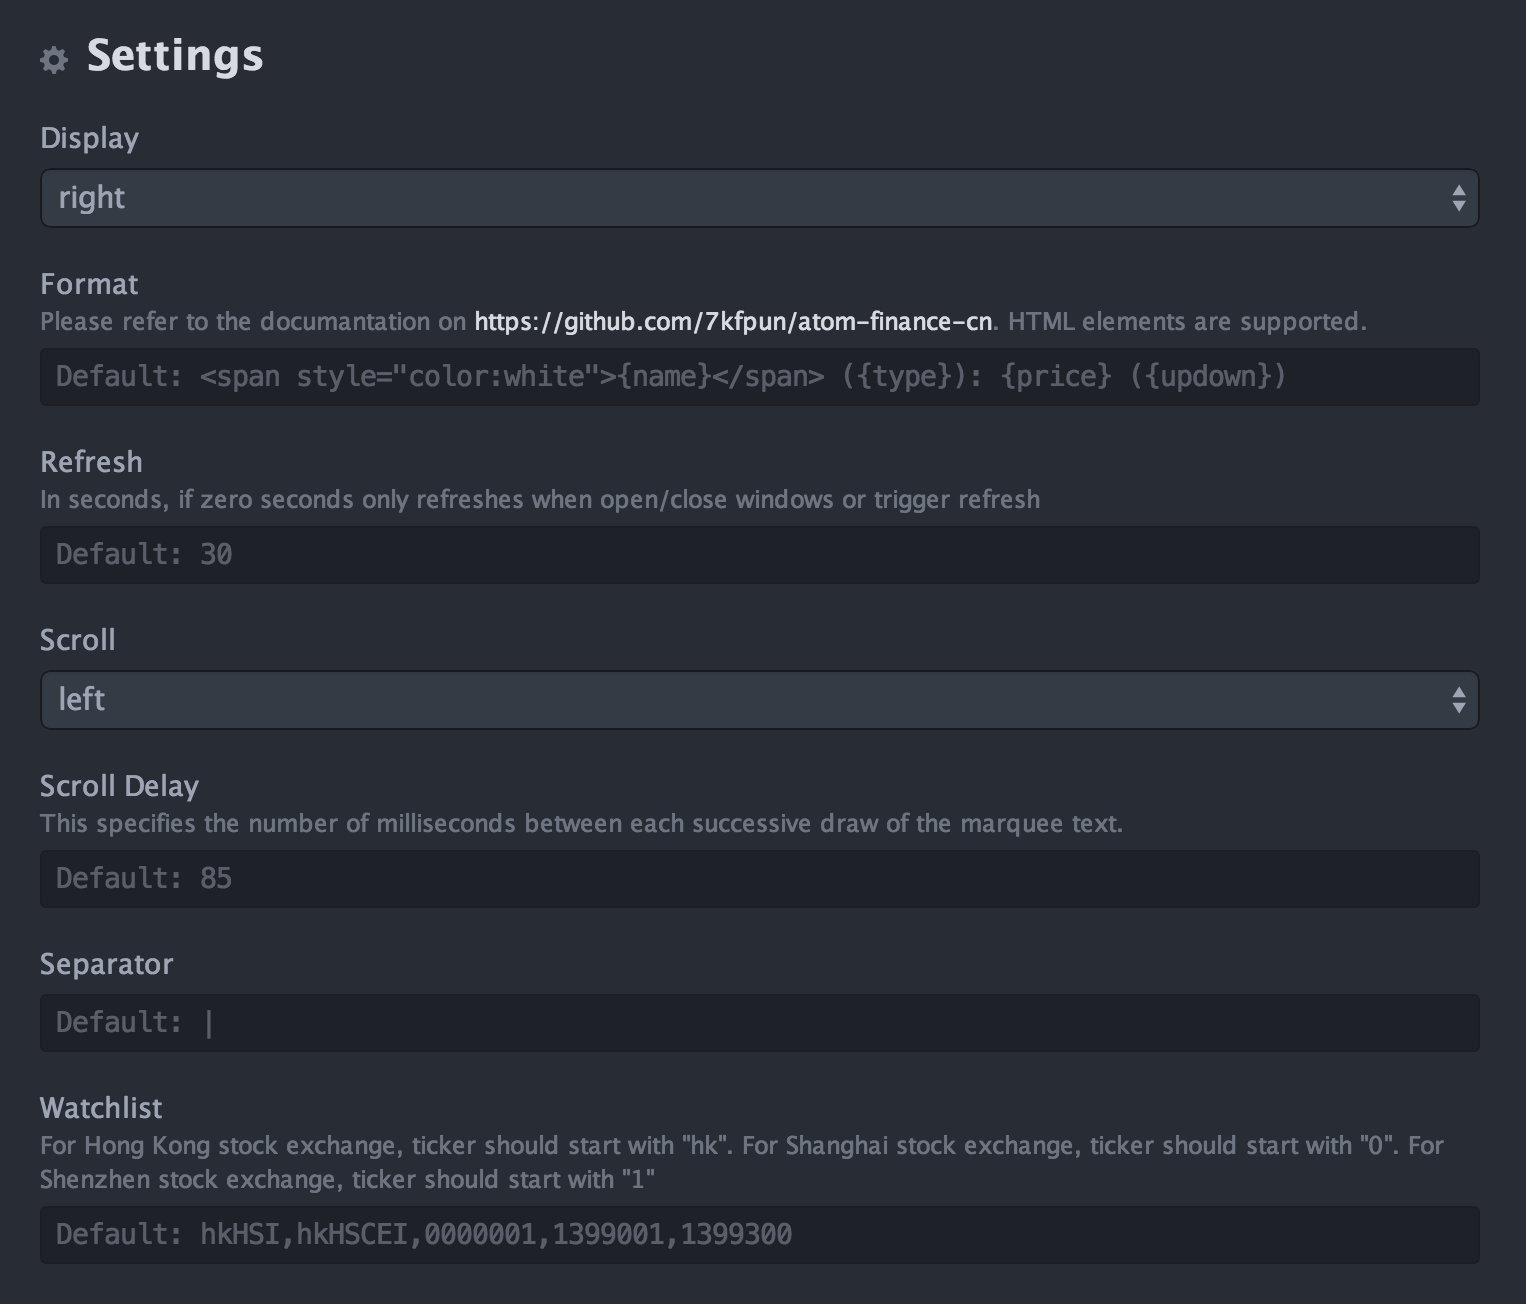 Settings
Display
right
Format
Please refer to the documantation on https://github.com/7kfpun/atom-finance-cn. HTML elements are supported.
Default: <span style="color:white">{name}</span> ({type}): {price} ({updown})
Refresh
In seconds, if zero seconds only refreshes when open/close windows or trigger refresh
Default: 30
Scroll
left
Scroll Delay
This specifies the number of milliseconds between each successive draw of the marquee text.
Default: 85
Separator
Default: |
Watchlist
For Hong Kong stock exchange, ticker should start with "hk". For Shanghai stock exchange, ticker should start with "0". For
Shenzhen stock exchange, ticker should start with "1"
Default: hkHSI,hkHSCEI,0000001,1399001,1399300